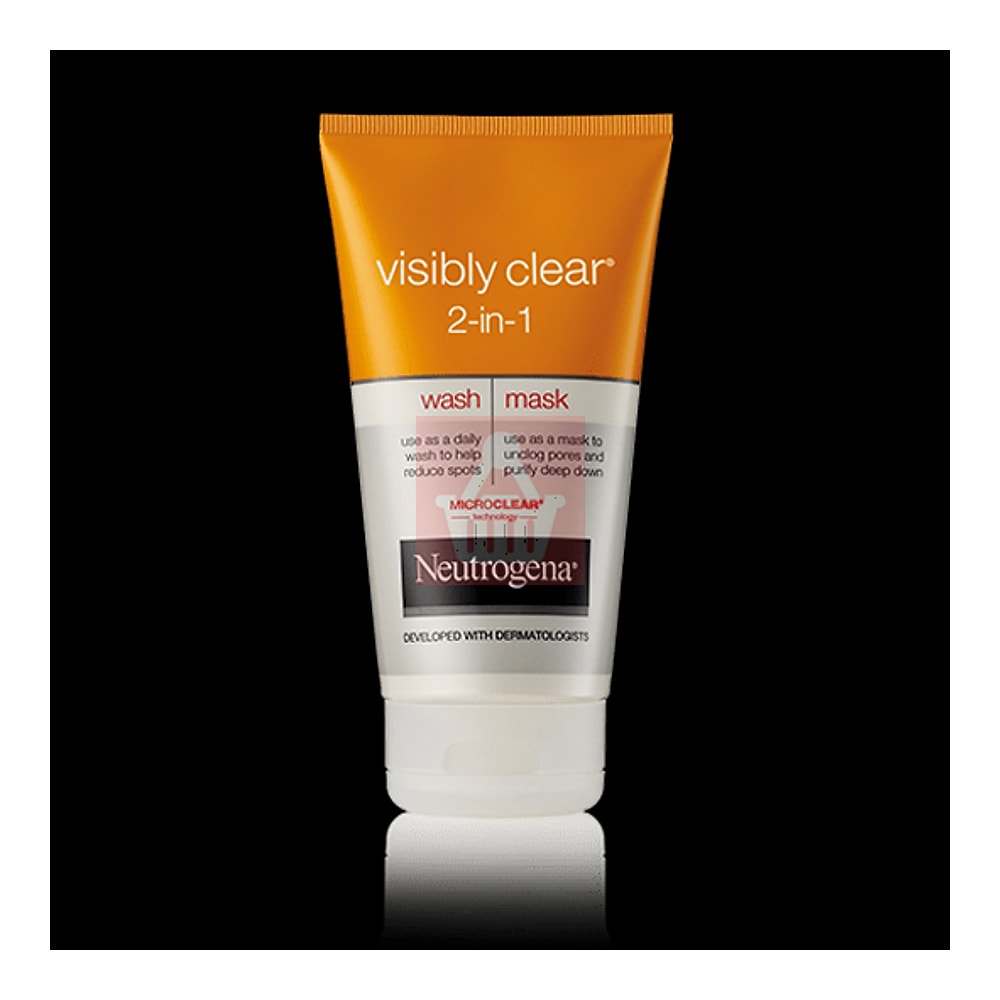 visibly clear®
2-in-1
wash
use as a daily
wash to help
reduce spots
mask
use as a mask to
unclog pores and
purify deep down
MICROCLEAR®
technology
Neutrogena®
DEVELOPED WITH DERMATOLOGISTS